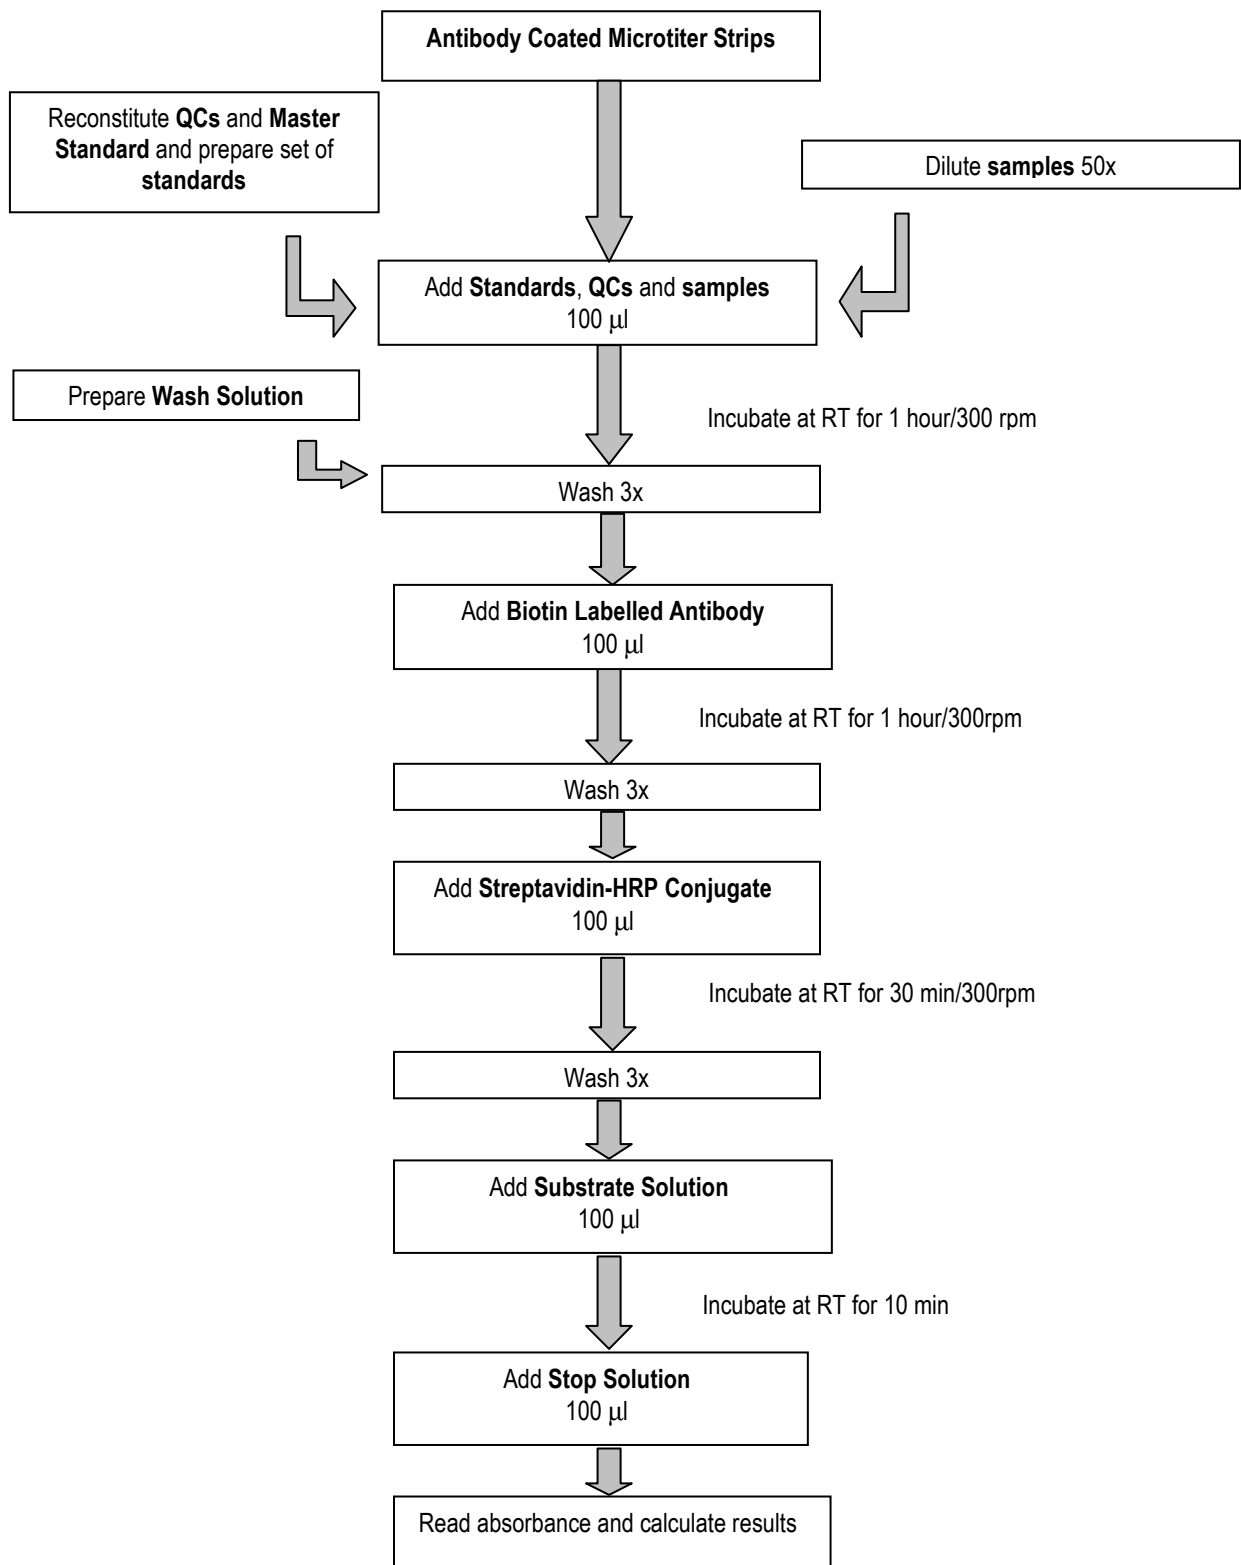 Antibody Coated Microtiter Strips
Reconstitute QCs and Master
Standard and prepare set of
standards
Dilute samples 50x
Add Standards, QCs and samples
100 μl
Prepare Wash Solution
Incubate at RT for 1 hour/300 rpm
Wash 3x
Add Biotin Labelled Antibody
100 μl
Incubate at RT for 1 hour/300rpm
Wash 3x
Add Streptavidin-HRP Conjugate
100 μl
Incubate at RT for 30 min/300rpm
Wash 3x
Add Substrate Solution
100 μl
Incubate at RT for 10 min
Add Stop Solution
100 μl
Read absorbance and calculate results